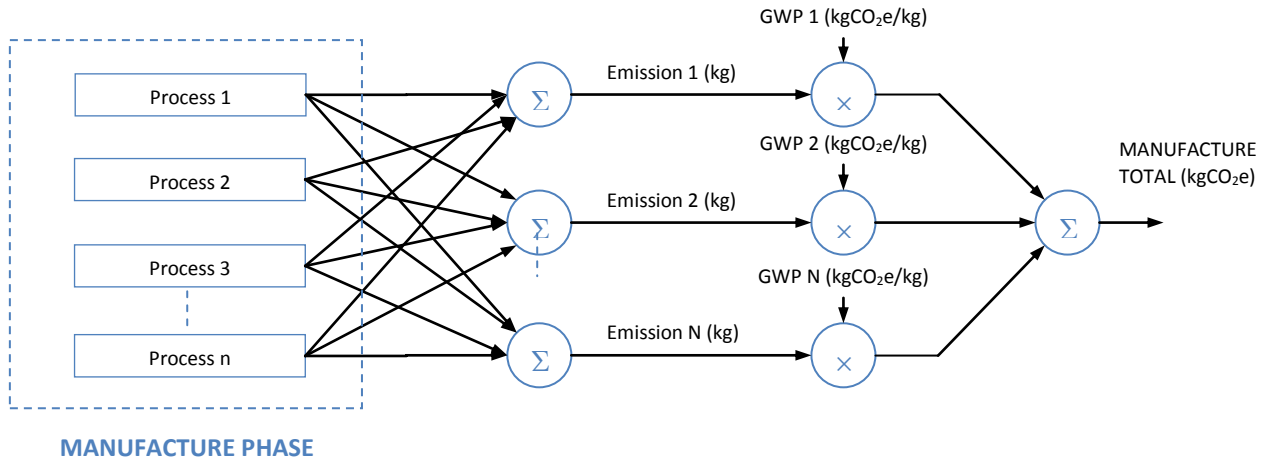 GWP 1 (kgCO₂e/kg)
Process 1
Σ
Emission 1 (kg)
×
GWP 2 (kgCO₂e/kg)
Process 2
Σ
Emission 2 (kg)
×
MANUFACTURE
TOTAL (kgCO₂e)
Σ
Process 3
GWP N (kgCO₂e/kg)
Process n
Σ
Emission N (kg)
×
MANUFACTURE PHASE